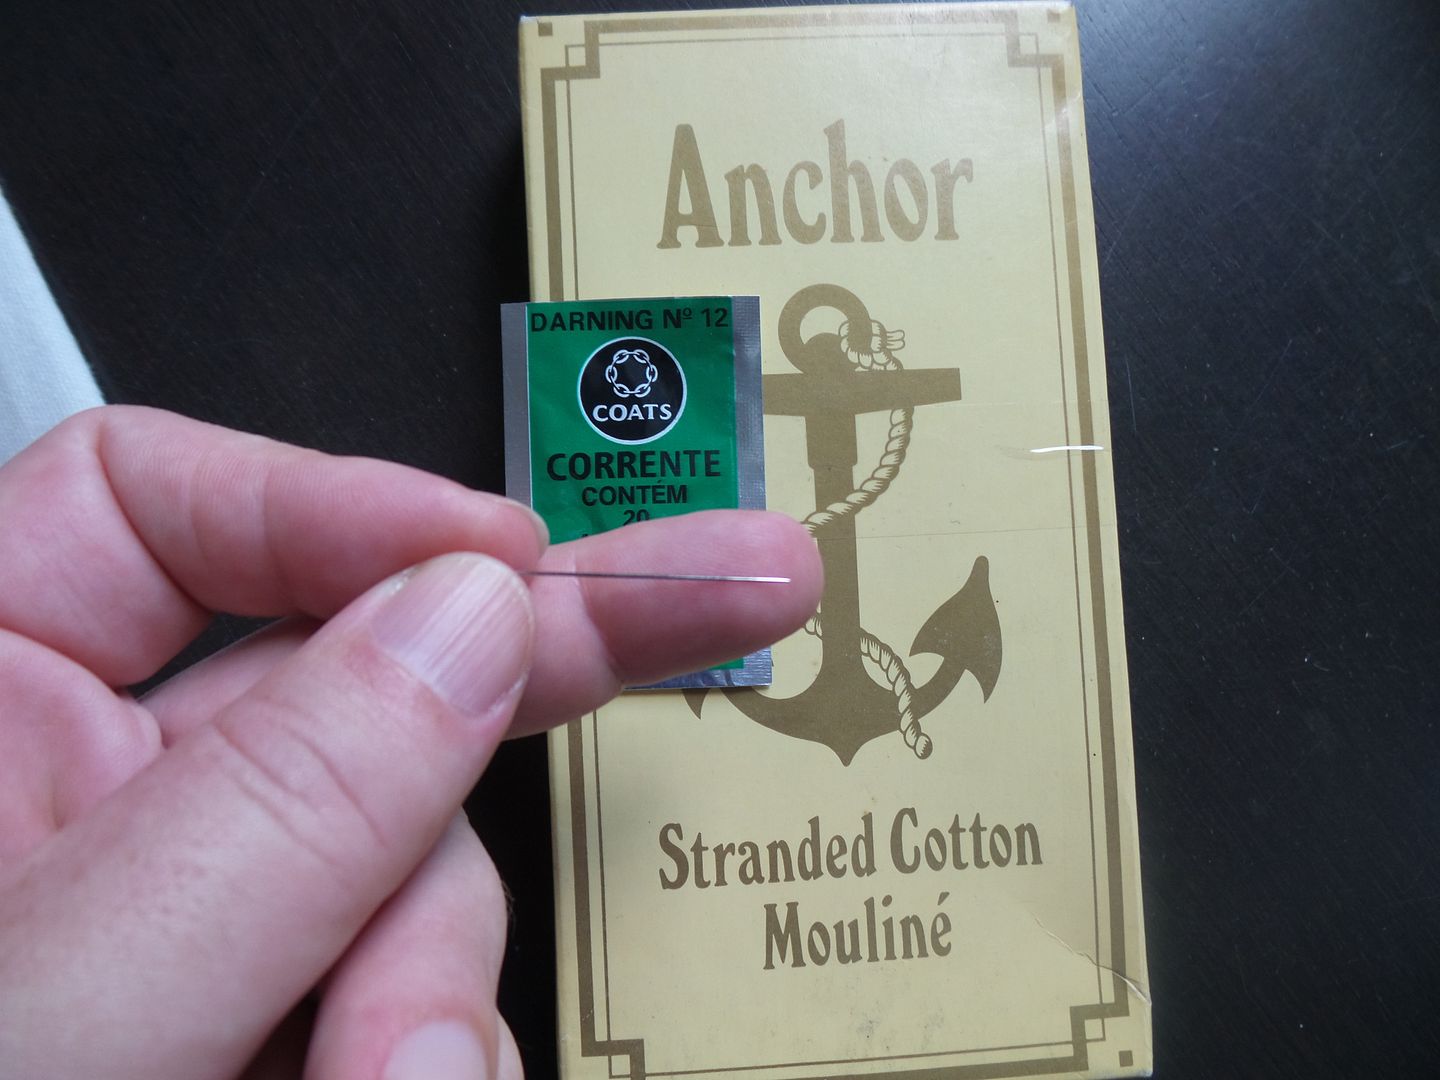 Anchor
DARNING Nº 12
COATS
CORRENTE
CONTÉM
20
Stranded Cotton
Mouliné